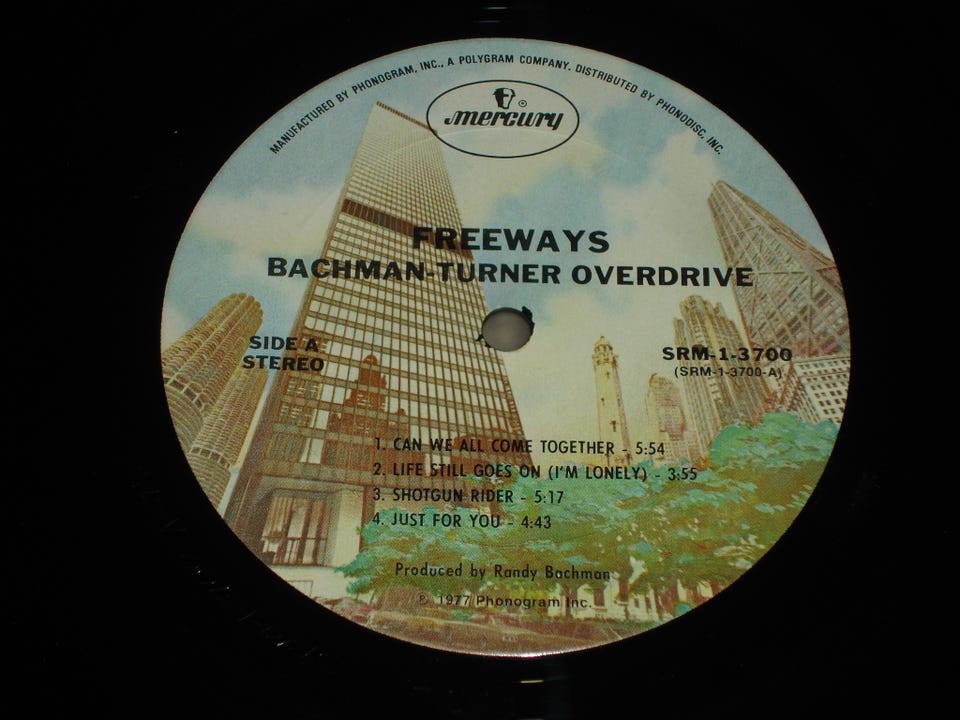 MANUFACTURED BY PHONOGRAM, INC., A POLYGRAM COMPANY. DISTRIBUTED BY PHONODISC, INC.
®
mercury
FREEWAYS
BACHMAN-TURNER OVERDRIVE
SIDE A
STEREO
SRM-1-3700
(SRM-1-3700-A)
1. CAN WE ALL COME TOGETHER - 5:54
2. LIFE STILL GOES ON (I'M LONELY) - 3:55
3. SHOTGUN RIDER - 5:17
4. JUST FOR YOU - 4:43
Produced by Randy Bachman
℗ 1977 Phonogram Inc.